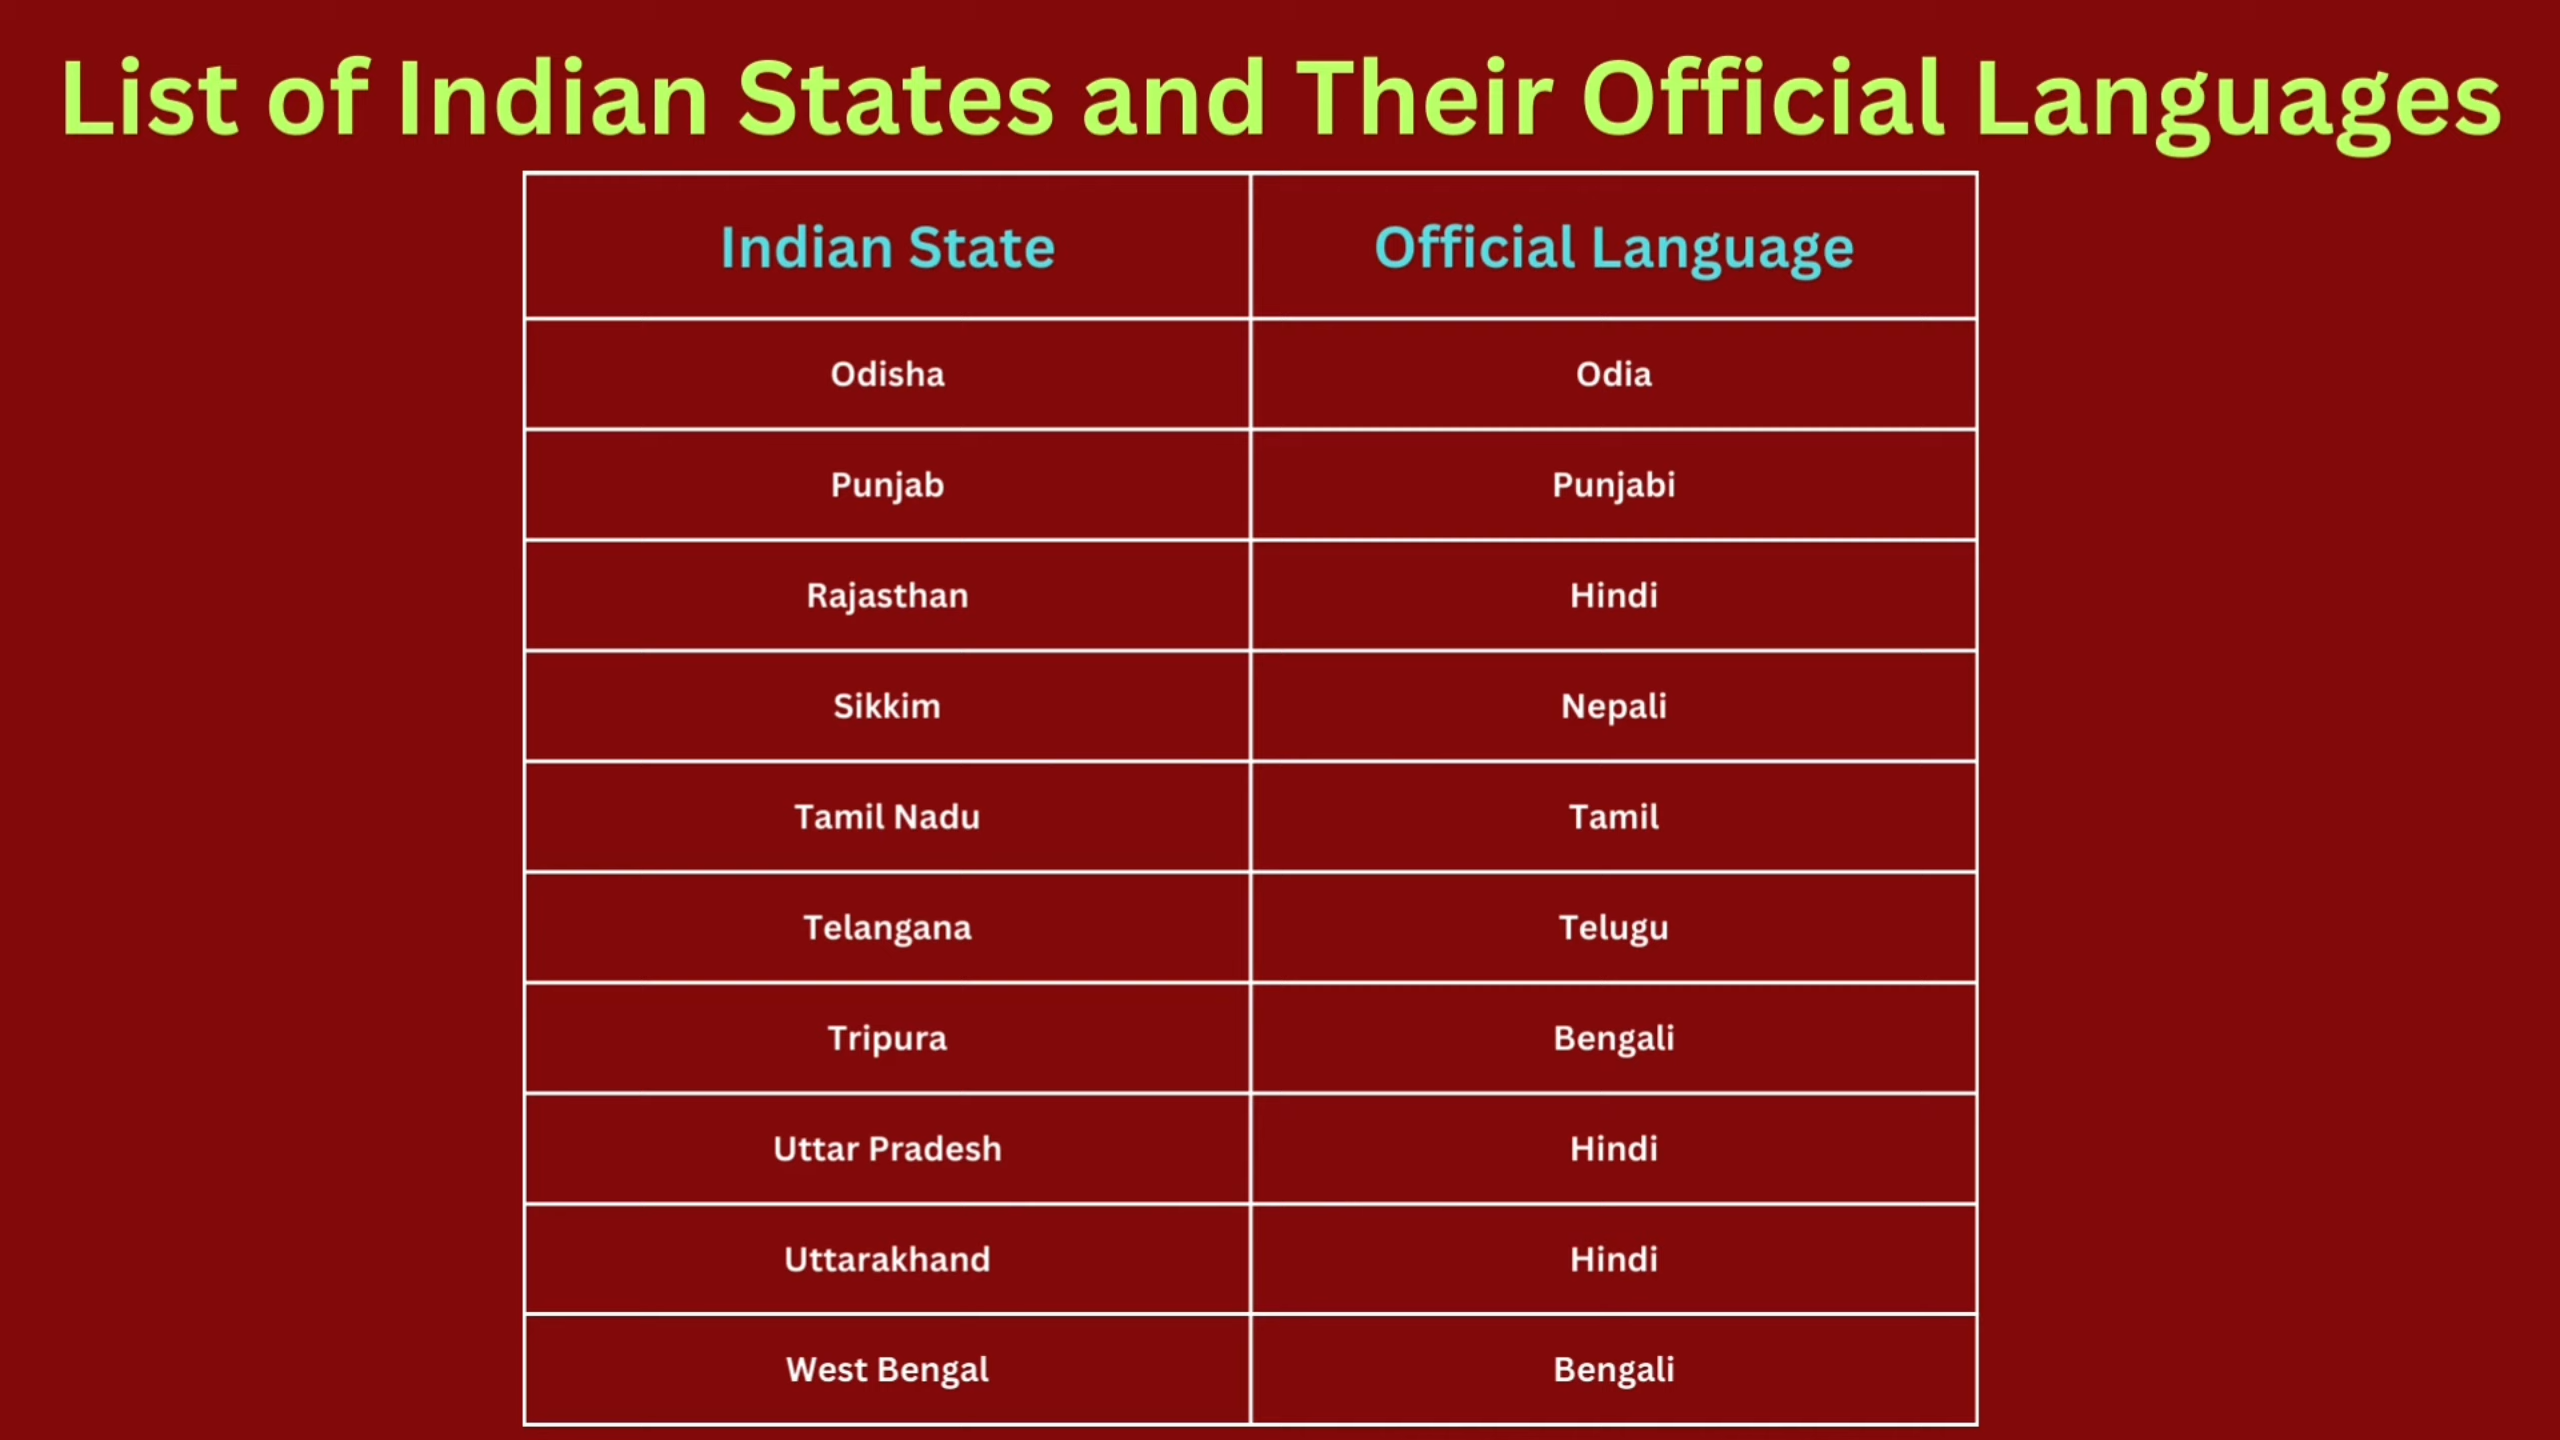 List of Indian States and Their Official Languages
Indian State Official Language
Odisha Odia
Punjab Punjabi
Rajasthan Hindi
Sikkim Nepali
Tamil Nadu Tamil
Telangana Telugu
Tripura Bengali
Uttar Pradesh Hindi
Uttarakhand Hindi
West Bengal Bengali